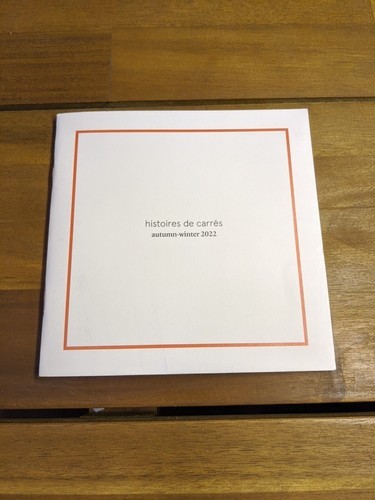 histoires de carrés
autumn-winter 2022